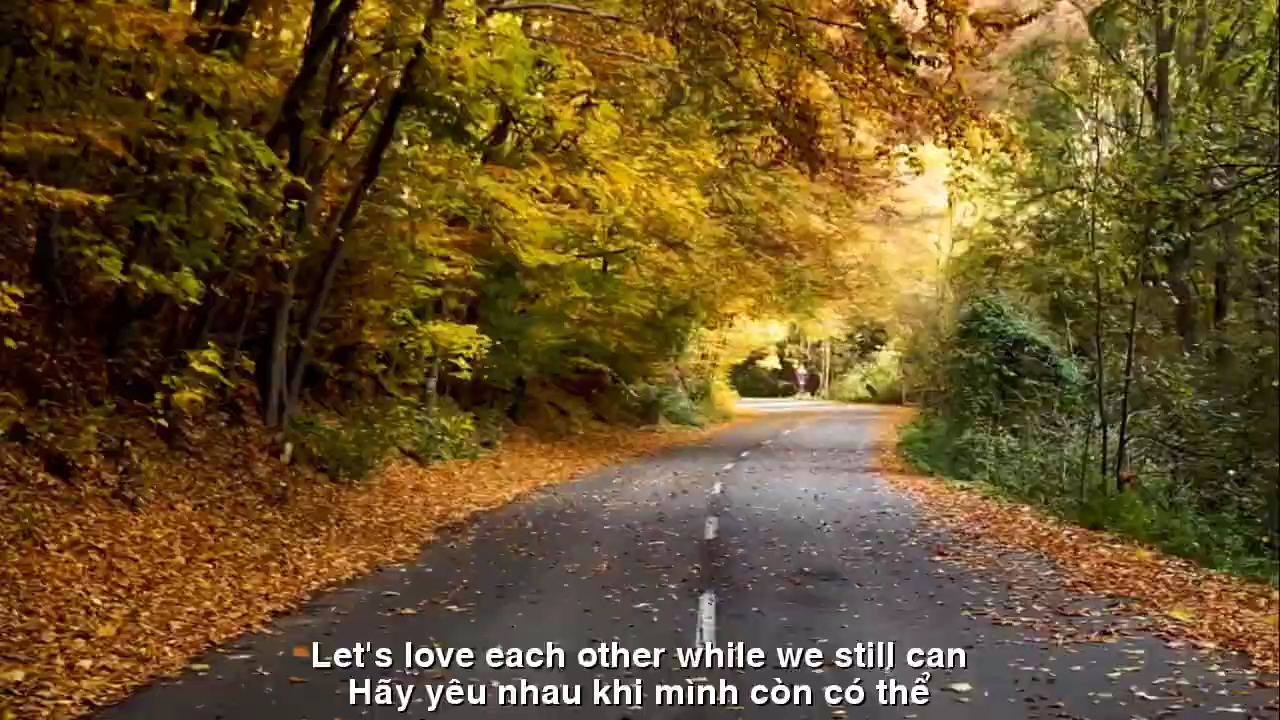 Let's love each other while we still can
Hãy yêu nhau khi mình còn có thể